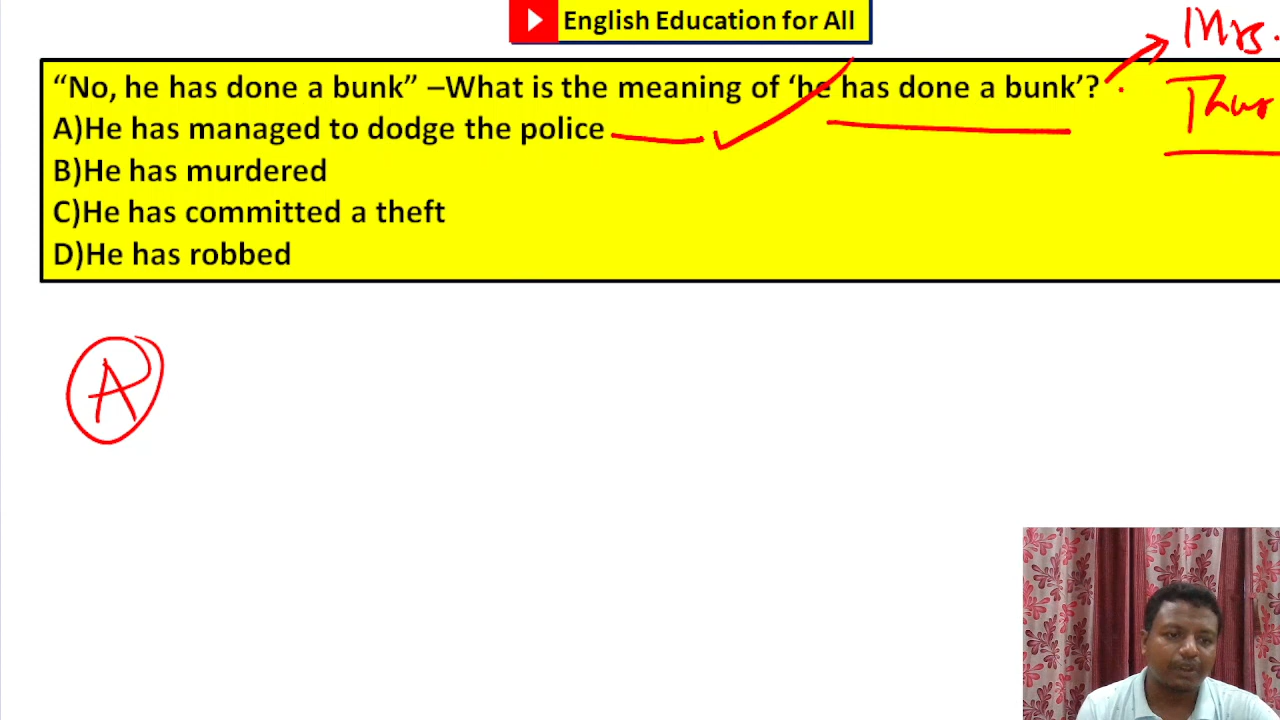 English Education for All
Mrs.
“No, he has done a bunk” –What is the meaning of ‘he has done a bunk’?
A)He has managed to dodge the police
B)He has murdered
C)He has committed a theft
D)He has robbed
A